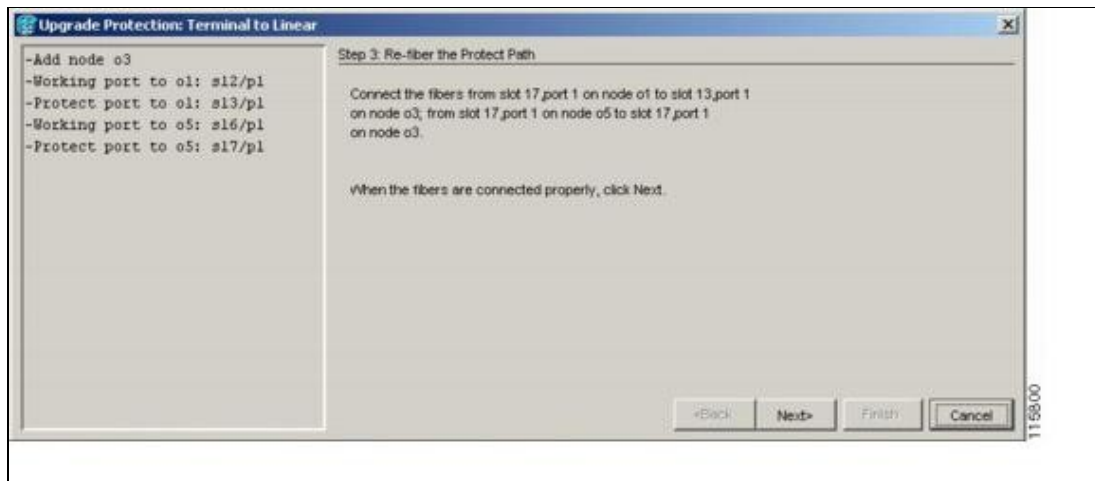 Upgrade Protection: Terminal to Linear
-Add node o3
-Working port to o1: s12/p1
-Protect port to o1: s13/p1
-Working port to o5: s16/p1
-Protect port to o5: s17/p1
Step 3: Re-fiber the Protect Path
Connect the fibers from slot 17,port 1 on node o1 to slot 13,port 1
on node o3; from slot 17,port 1 on node o5 to slot 17,port 1
on node o3.
When the fibers are connected properly, click Next.
<Back
Next>
Finish
Cancel
115800